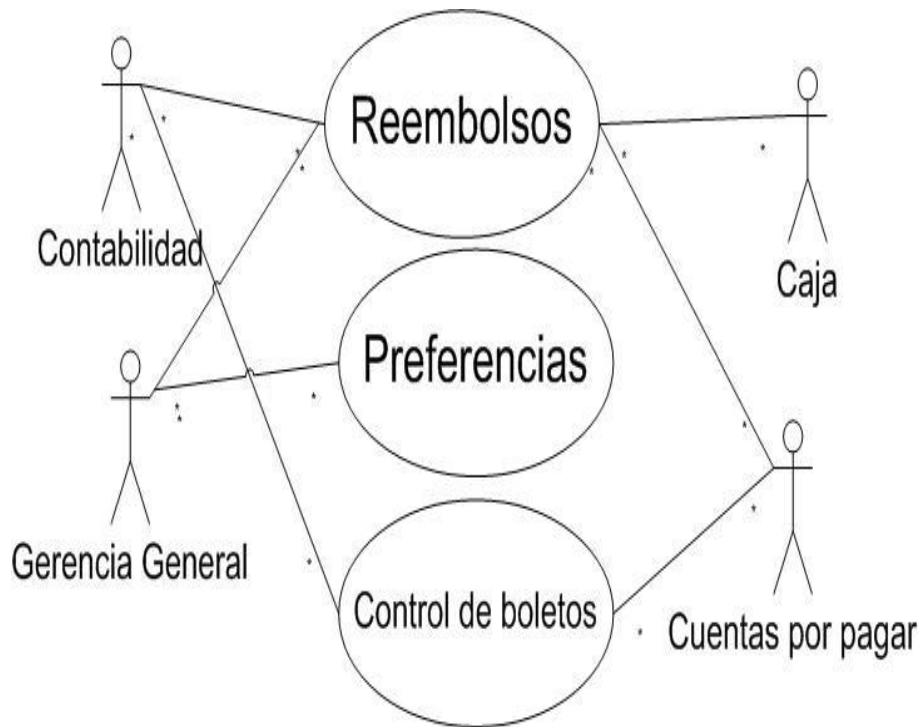 Reembolsos
Contabilidad
Caja
Preferencias
Gerencia General
Control de boletos
Cuentas por pagar